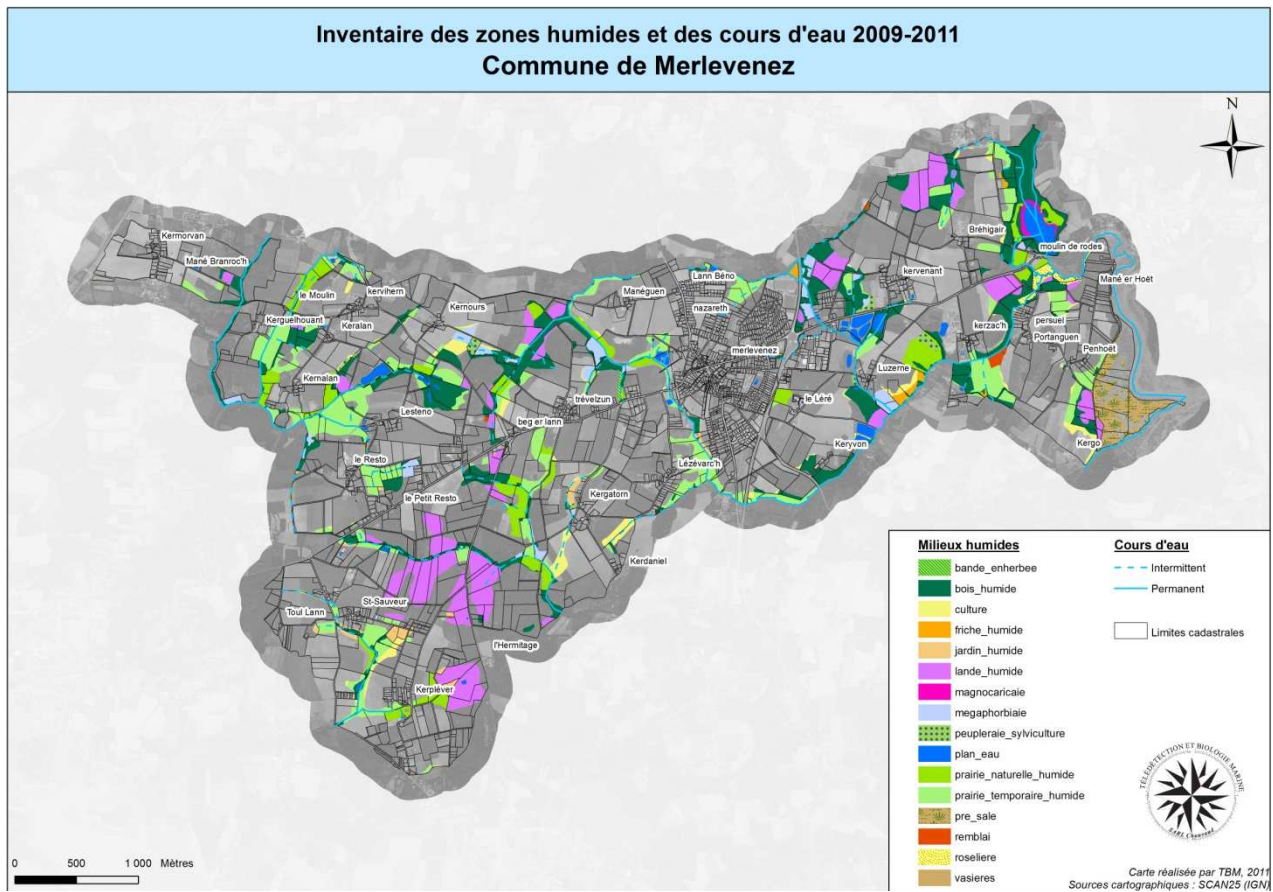 Inventaire des zones humides et des cours d'eau 2009-2011
Commune de Merlevenez
N
Kermorvan
Mané Branroc'h
le Moulin
kervihern
Kerguelhouant
Keralan
Kernours
Kernalan
Lesteno
trévelzun
beg er lann
le Resto
le Petit Resto
Kergatorn
Kerdaniel
St-Sauveur
Toul Lann
l'Hermitage
Kerpléver
Manéguen
Lann Béno
nazareth
merlevenez
Lézévarc'h
le Léré
Keryvon
Luzerne
kervenant
Bréhigair
moulin de rodes
Mané er Hoët
kerzac'h
persuel
Portanguen
Penhoët
Kergo
Milieux humides
bande_enherbee
bois_humide
culture
friche_humide
jardin_humide
lande_humide
magnocaricaie
megaphorbiaie
peupleraie_sylviculture
plan_eau
prairie_naturelle_humide
prairie_temporaire_humide
pre_sale
remblai
roseliere
vasieres
Cours d'eau
Intermittent
Permanent
Limites cadastrales
TÉLÉDÉTECTION ET BIOLOGIE MARINE
0 500 1 000 Mètres
Carte réalisée par TBM, 2011
Sources cartographiques : SCAN25 (IGN)